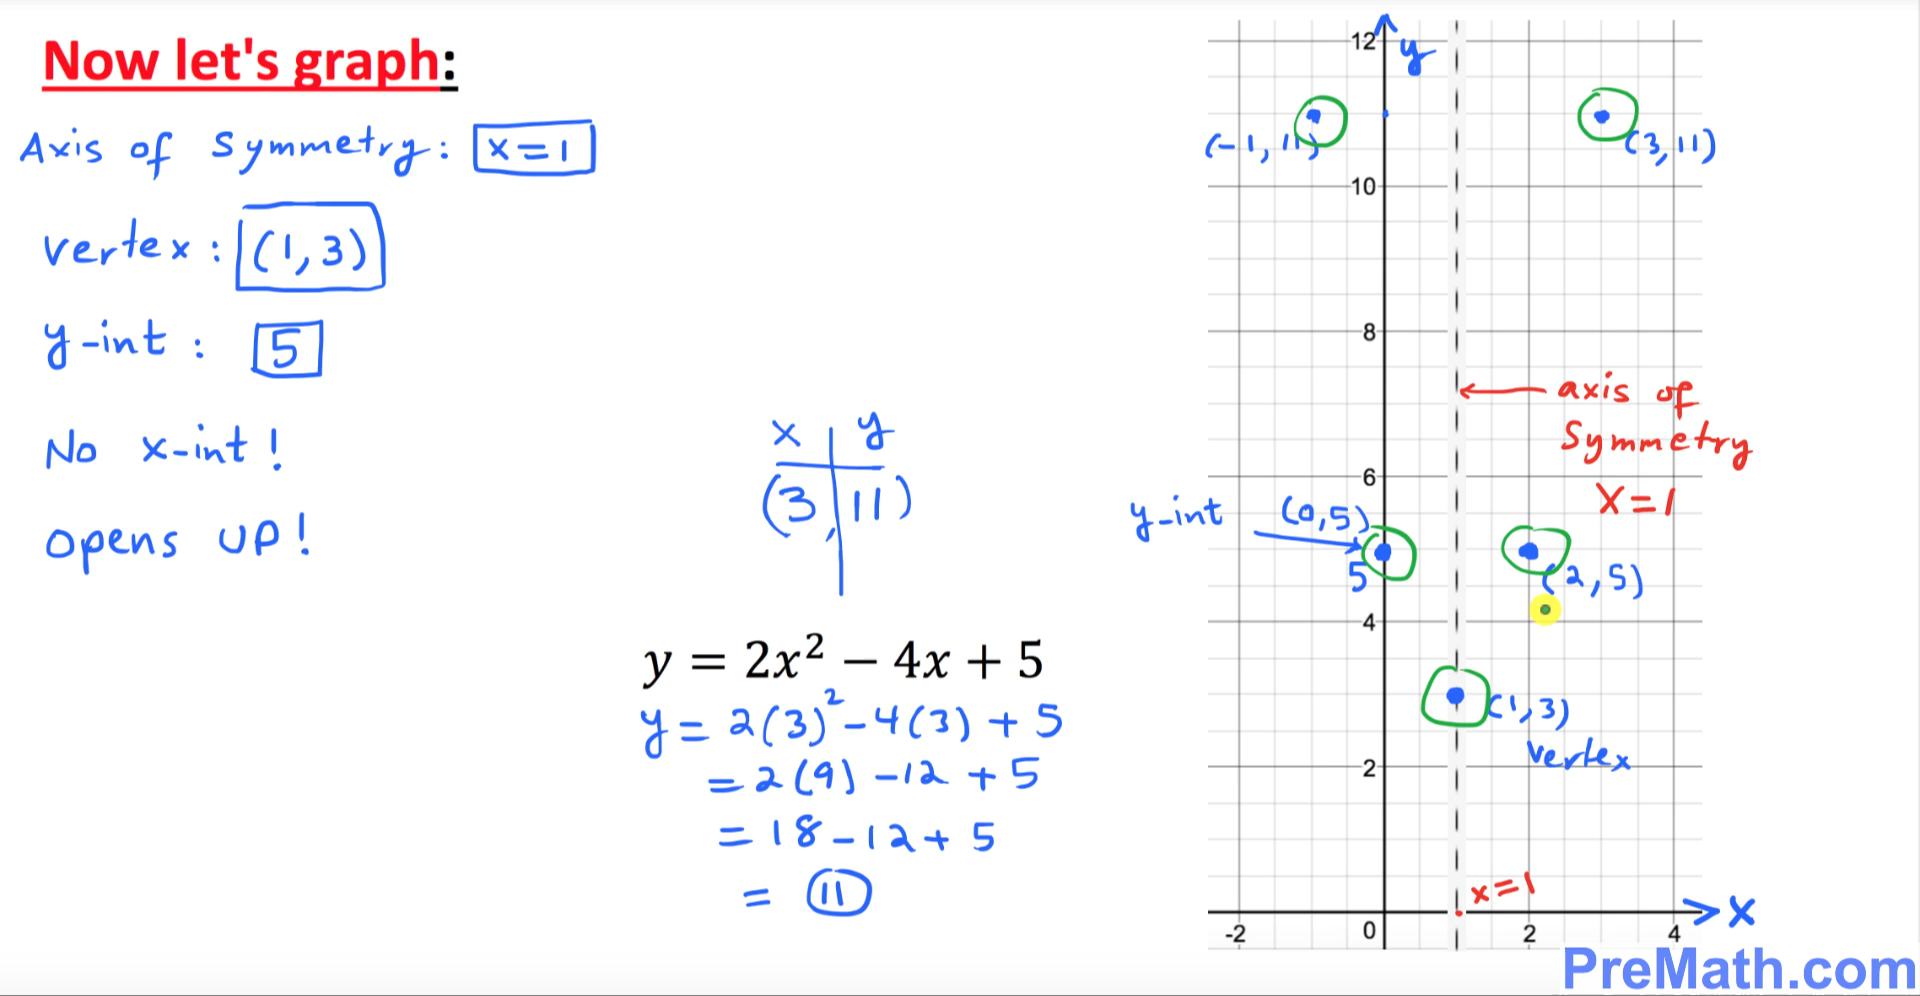 Now let's graph:
Axis of symmetry: x=1
vertex: (1,3)
y-int: 5
No x-int!
opens up!
x | y
(3, 11)
y = 2x² − 4x + 5
y = 2(3)² - 4(3) + 5
= 2(9) - 12 + 5
= 18 - 12 + 5
= 11
12
y
(-1, 11)
(3, 11)
10
8
axis of
symmetry
x=1
6
y-int (0,5)
5
(2, 5)
4
(1, 3)
vertex
2
x=1
x
-2 0 2 4
PreMath.com